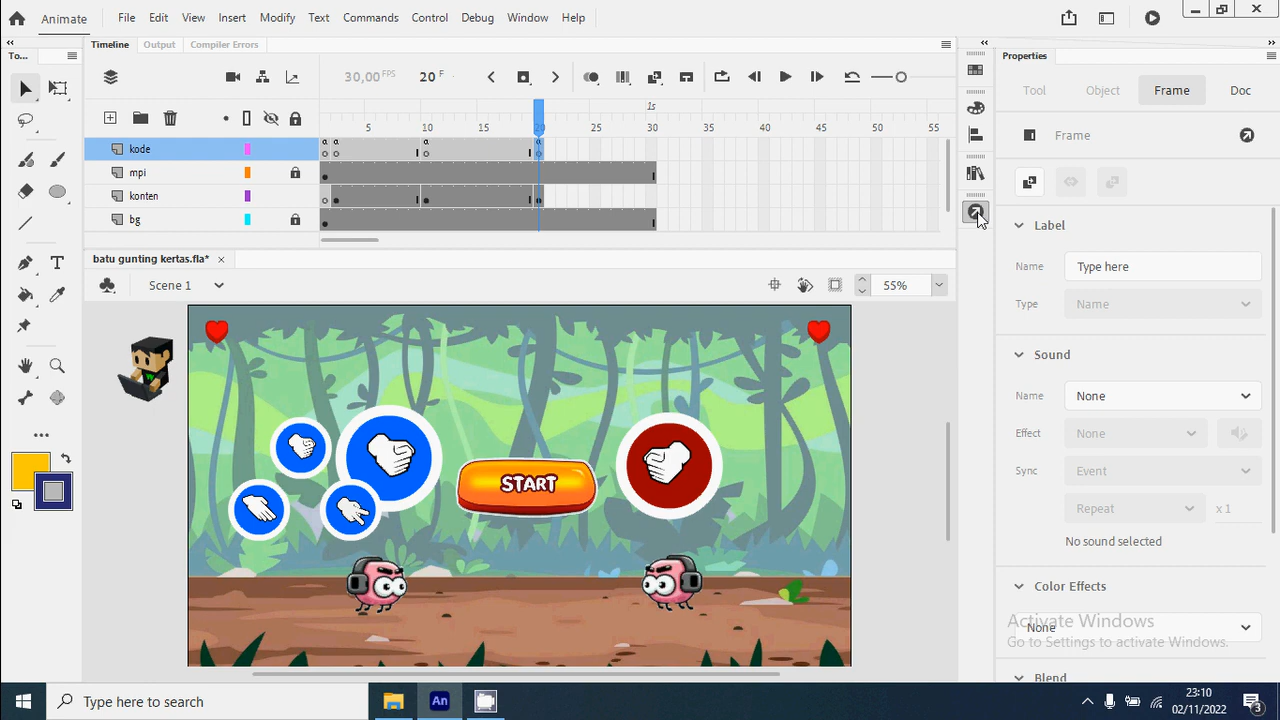 Animate
File Edit View Insert Modify Text Commands Control Debug Window Help
To...
Timeline Output Compiler Errors
Properties
30,00 FPS 20 F
Tool Object Frame Doc
1s
5 10 15 20 25 30 35 40 45 50 55
Frame
kode
mpi
konten
bg
Label
Name Type here
Type Name
batu gunting kertas.fla*
Scene 1
55%
Sound
Name None
Effect None
Sync Event
Repeat x 1
No sound selected
START
Color Effects
None
Activate Windows
Go to Settings to activate Windows.
Blend
Type here to search
An
23:10
02/11/2022
3